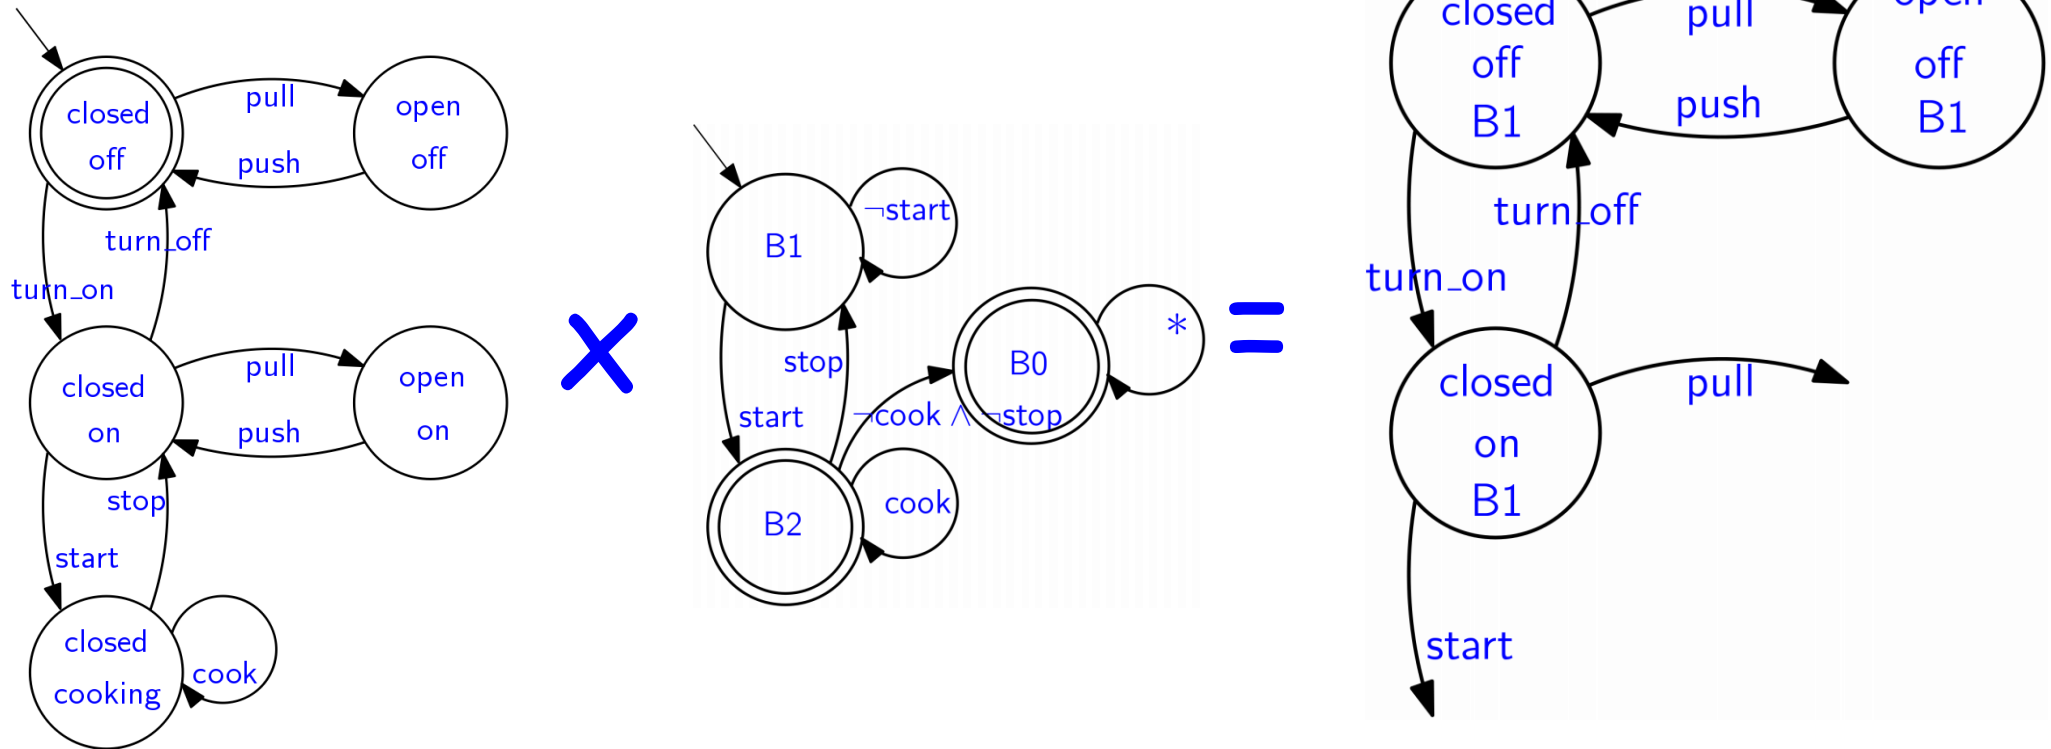 closed
off
pull
push
open
off
turn_off
turn_on
closed
on
pull
push
open
on
stop
start
closed
cooking
cook
×
B1
¬start
stop
start
B0
*
¬cook ∧ ¬stop
B2
cook
=
closed
off
B1
pull
push
open
off
B1
turn_off
turn_on
closed
on
B1
pull
start